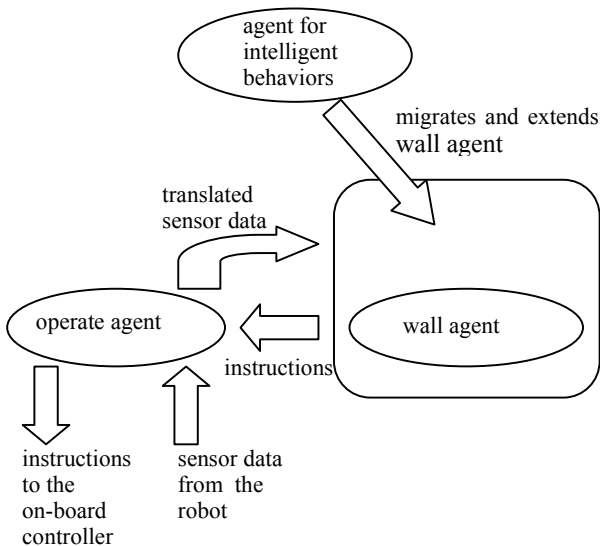 agent for
intelligent
behaviors
migrates and extends
wall agent
translated
sensor data
operate agent
wall agent
instructions
instructions
to the
on-board
controller
sensor data
from the
robot